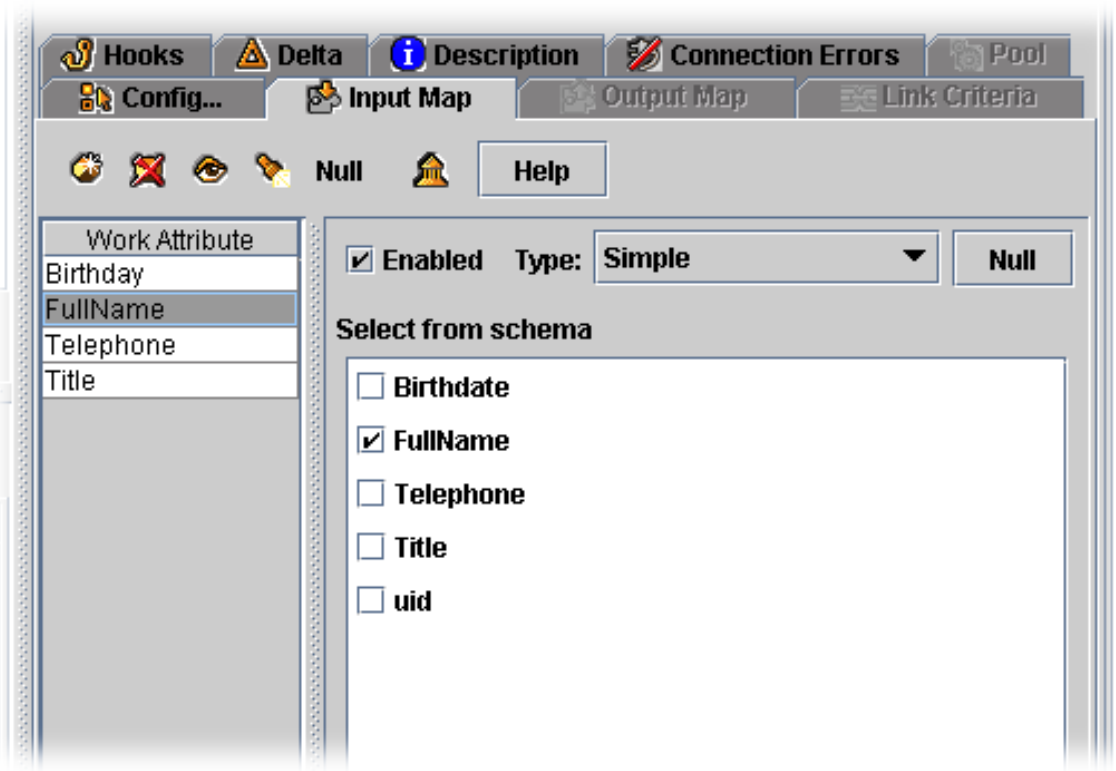 Hooks Delta Description Connection Errors Pool
Config... Input Map Output Map Link Criteria
Null Help
Work Attribute
Birthday
FullName
Telephone
Title
Enabled Type: Simple Null
Select from schema
Birthdate
FullName
Telephone
Title
uid